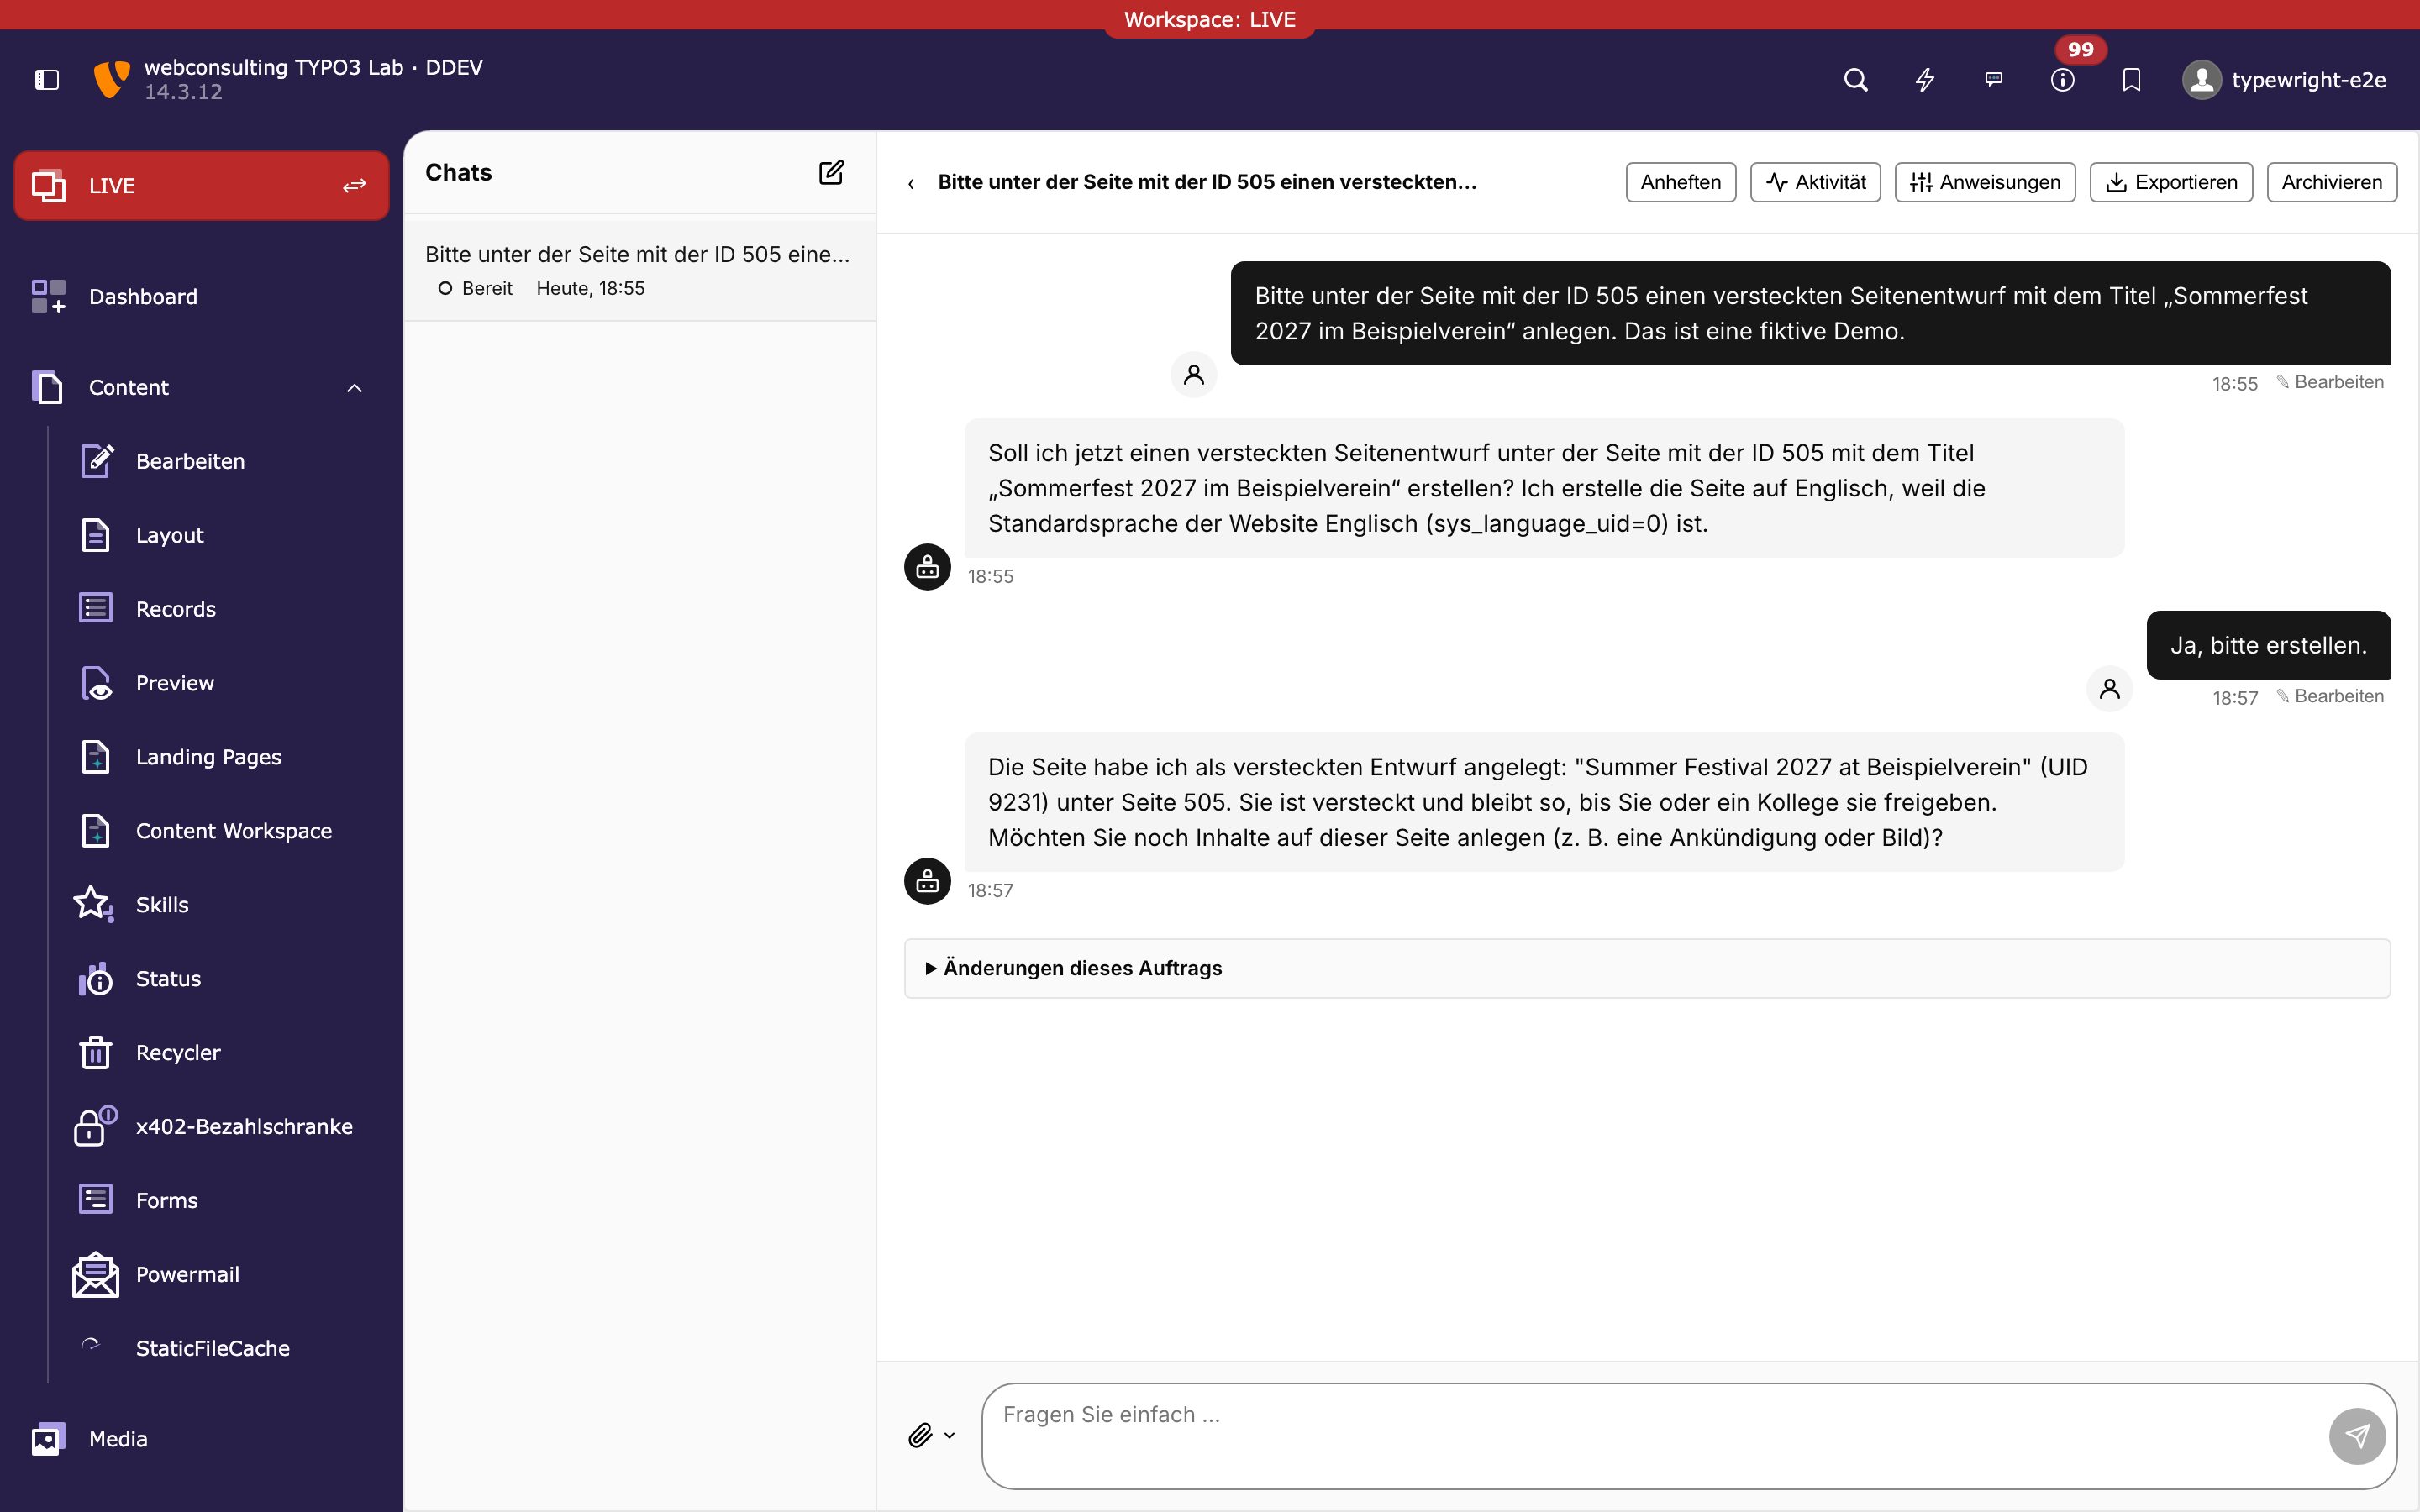 Workspace: LIVE
webconsulting TYPO3 Lab · DDEV
14.3.12
99
typewright-e2e
LIVE
Dashboard
Content
Bearbeiten
Layout
Records
Preview
Landing Pages
Content Workspace
Skills
Status
Recycler
x402-Bezahlschranke
Forms
Powermail
StaticFileCache
Media
Chats
Bitte unter der Seite mit der ID 505 eine...
Bereit Heute, 18:55
‹ Bitte unter der Seite mit der ID 505 einen versteckten...
Anheften
Aktivität
Anweisungen
Exportieren
Archivieren
Bitte unter der Seite mit der ID 505 einen versteckten Seitenentwurf mit dem Titel „Sommerfest
2027 im Beispielverein“ anlegen. Das ist eine fiktive Demo.
18:55 Bearbeiten
Soll ich jetzt einen versteckten Seitenentwurf unter der Seite mit der ID 505 mit dem Titel
„Sommerfest 2027 im Beispielverein“ erstellen? Ich erstelle die Seite auf Englisch, weil die
Standardsprache der Website Englisch (sys_language_uid=0) ist.
18:55
Ja, bitte erstellen.
18:57 Bearbeiten
Die Seite habe ich als versteckten Entwurf angelegt: "Summer Festival 2027 at Beispielverein" (UID
9231) unter Seite 505. Sie ist versteckt und bleibt so, bis Sie oder ein Kollege sie freigeben.
Möchten Sie noch Inhalte auf dieser Seite anlegen (z. B. eine Ankündigung oder Bild)?
18:57
Änderungen dieses Auftrags
Fragen Sie einfach ...